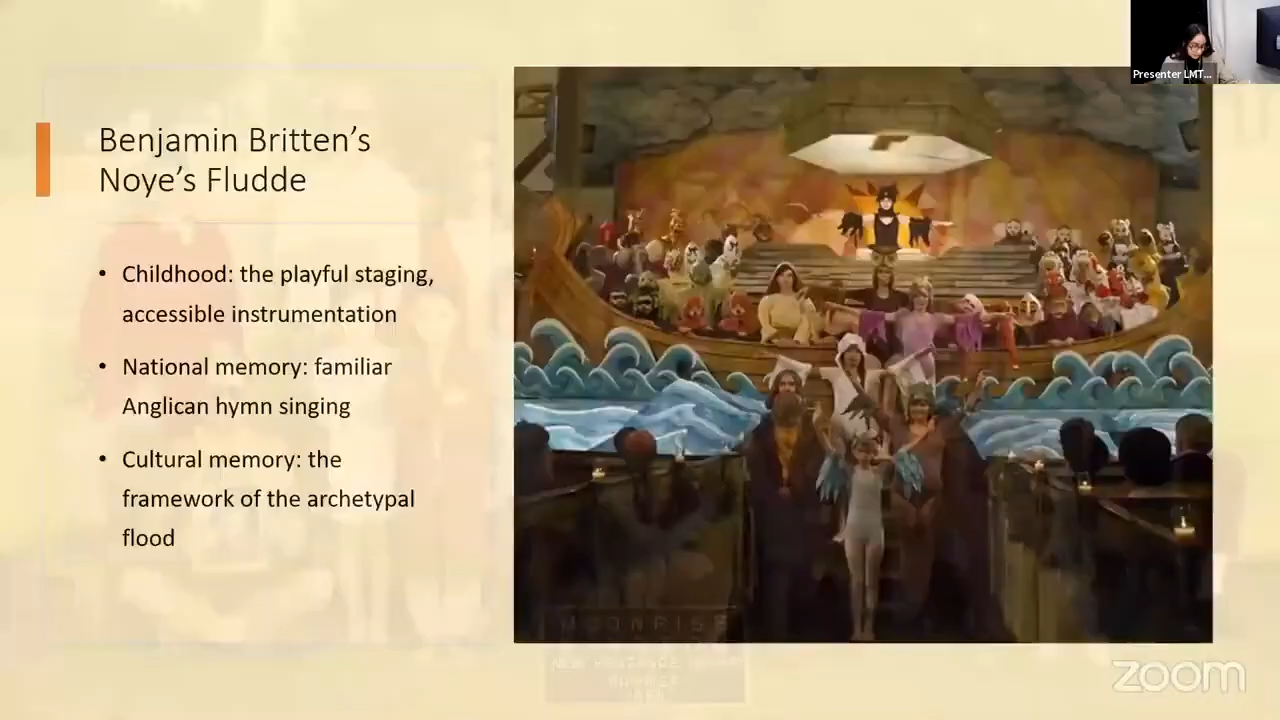 Presenter LMT...
Benjamin Britten’s
Noye’s Fludde
• Childhood: the playful staging,
accessible instrumentation
• National memory: familiar
Anglican hymn singing
• Cultural memory: the
framework of the archetypal
flood
MOONRISE
zoom